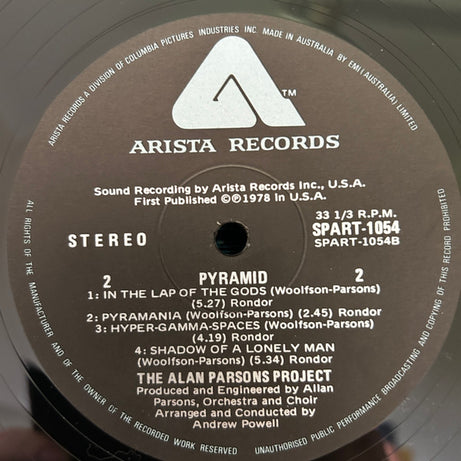 ARISTA RECORDS A DIVISION OF COLUMBIA PICTURES INDUSTRIES INC. MADE IN AUSTRALIA BY EMI (AUSTRALIA) LIMITED
TM
ARISTA RECORDS
Sound Recording by Arista Records Inc., U.S.A.
First Published ©℗1978 in U.S.A.
33 1/3 R.P.M.
STEREO SPART-1054
SPART-1054B
2 PYRAMID 2
1: IN THE LAP OF THE GODS (Woolfson-Parsons)
(5.27) Rondor
2: PYRAMANIA (Woolfson-Parsons) (2.45) Rondor
3: HYPER-GAMMA-SPACES (Woolfson-Parsons)
(4.19) Rondor
4: SHADOW OF A LONELY MAN
(Woolfson-Parsons) (5.34) Rondor
THE ALAN PARSONS PROJECT
Produced and Engineered by Allan
Parsons, Orchestra and Choir
Arranged and Conducted by
Andrew Powell
ALL RIGHTS OF THE MANUFACTURER AND OF THE OWNER OF THE RECORDED WORK RESERVED UNAUTHORISED PUBLIC PERFORMANCE BROADCASTING AND COPYING OF THIS RECORD PROHIBITED